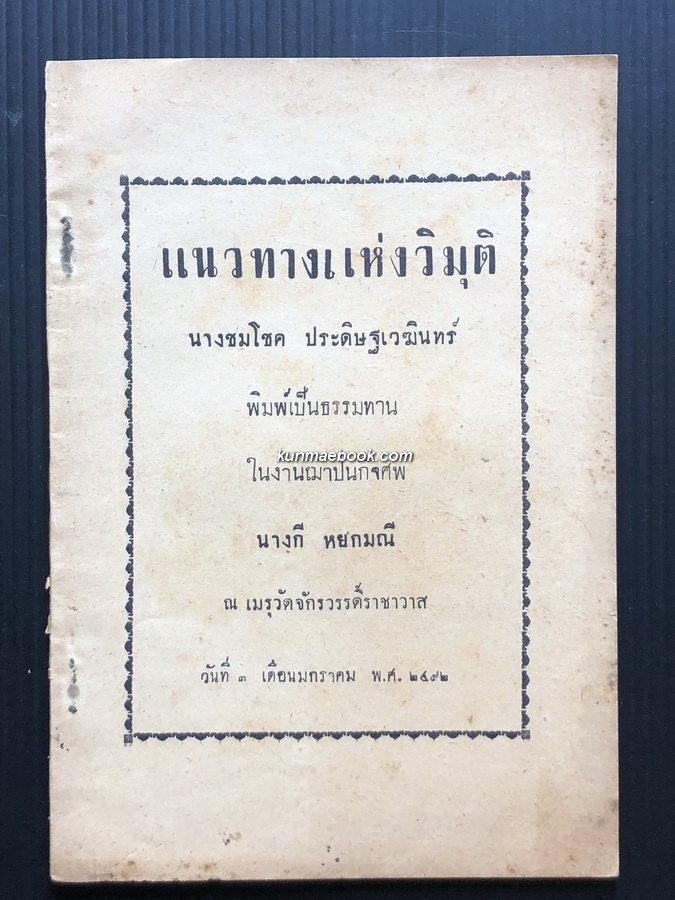 แนวทางแห่งวิมุติ
นางชมโชค ประดิษฐเวฆินทร์
พิมพ์เป็นธรรมทาน
kunmaebook.com
ในงานฌาปนกิจศพ
นางกี หยกมณี
ณ เมรุวัดจักรวรรดิ์ราชาวาส
วันที่ ๓ เดือนมกราคม พ.ศ. ๒๔๙๒